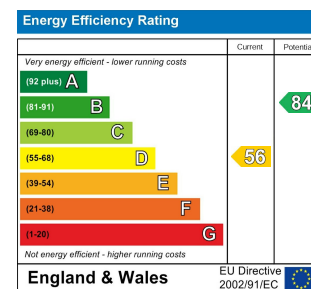 Energy Efficiency Rating
Current Potentia
Very energy efficient - lower running costs
(92 plus) A
(81-91) B
84
(69-80) C
(55-68) D
56
(39-54) E
(21-38) F
(1-20) G
Not energy efficient - higher running costs
England & Wales
EU Directive
2002/91/EC